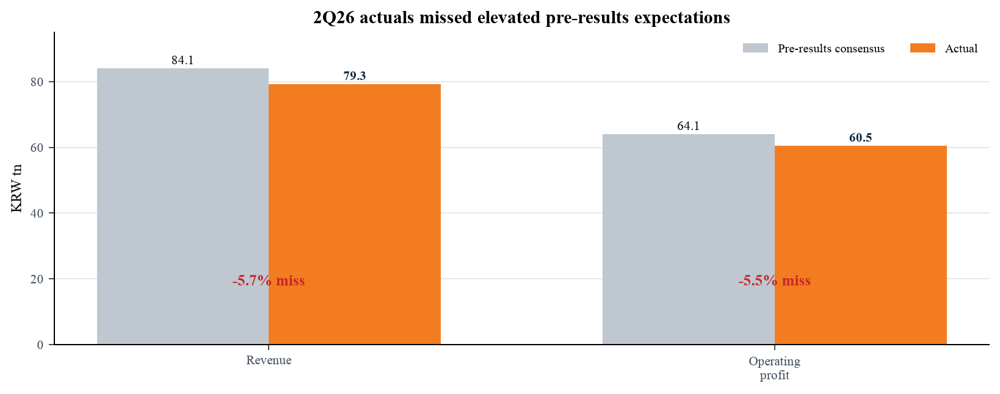 2Q26 actuals missed elevated pre-results expectations
Pre-results consensus
Actual
KRW tn
80
60
40
20
0
84.1
79.3
-5.7% miss
64.1
60.5
-5.5% miss
Revenue
Operating
profit